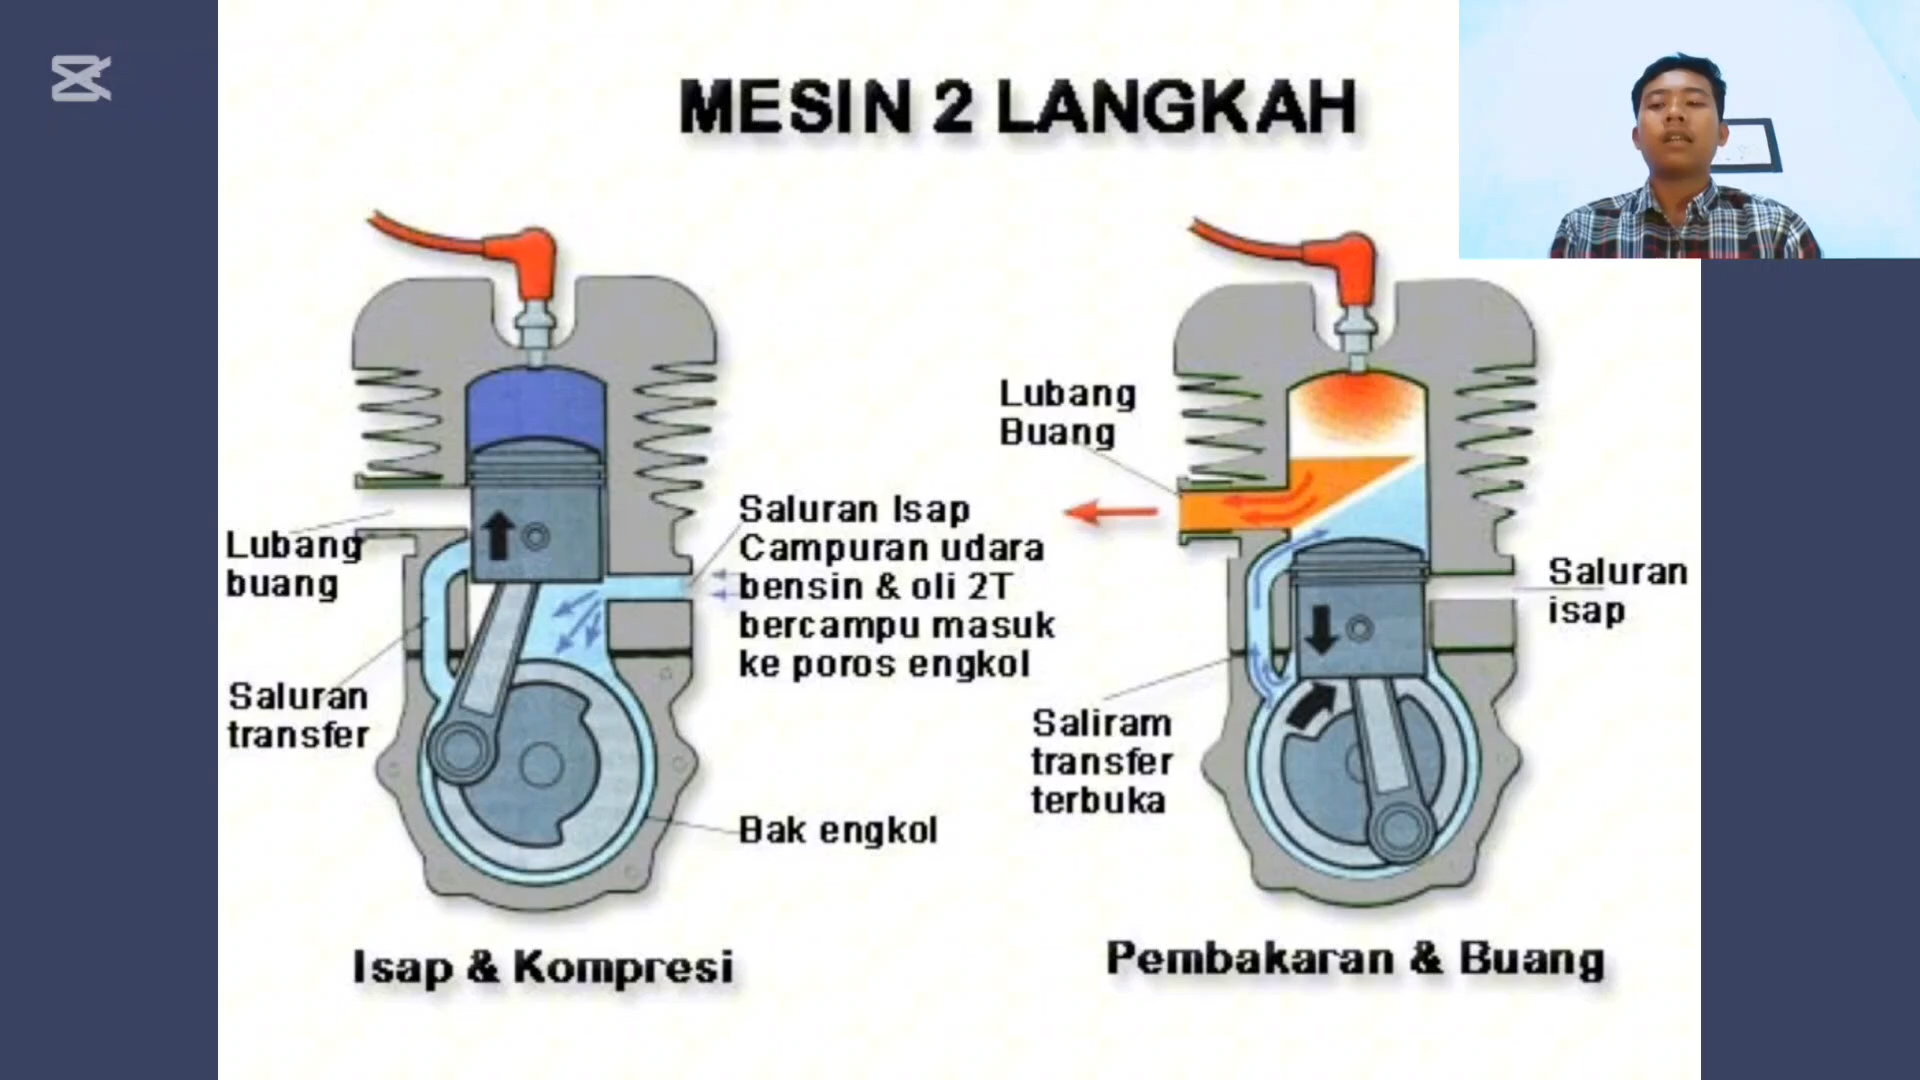 MESIN 2 LANGKAH
Lubang
buang
Saluran
transfer
Saluran Isap
Campuran udara
bensin & oli 2T
bercampu masuk
ke poros engkol
Bak engkol
Isap & Kompresi
Lubang
Buang
Saluran
isap
Saliram
transfer
terbuka
Pembakaran & Buang